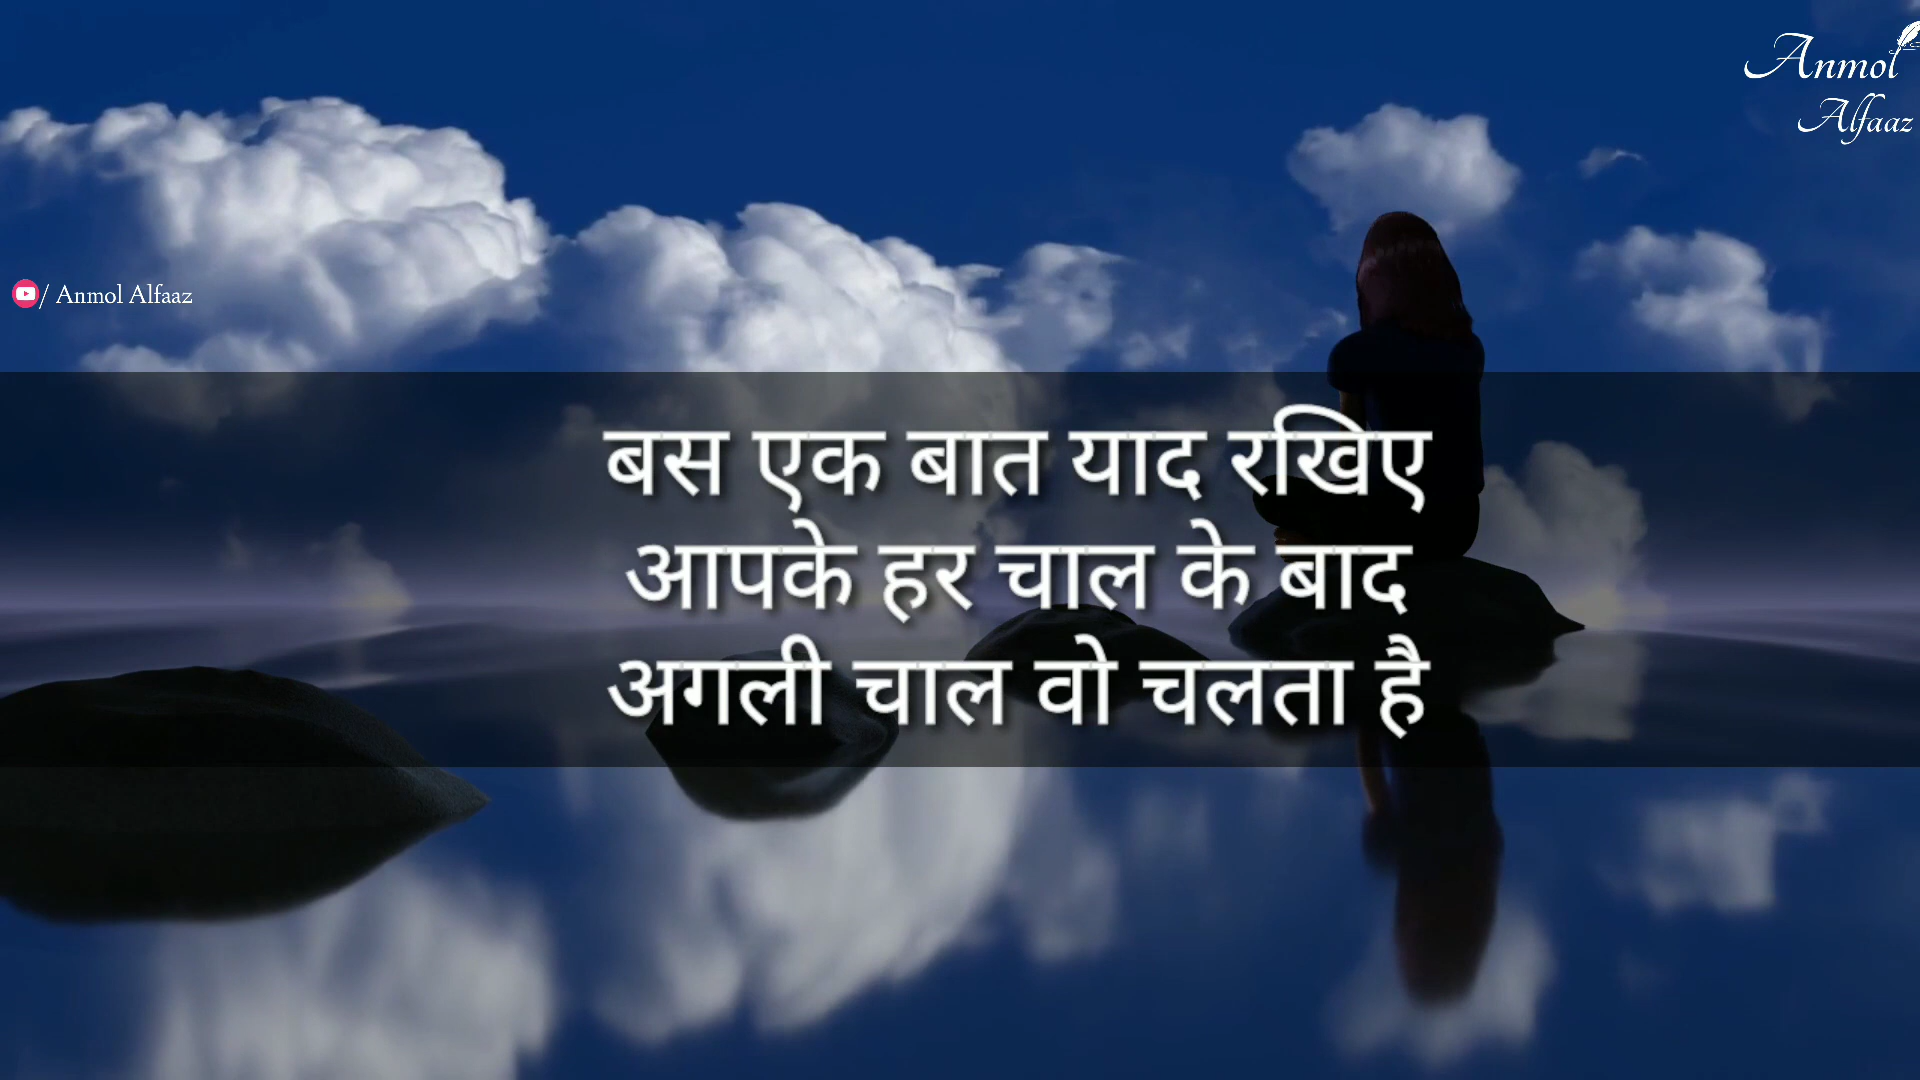 Anmol
Alfaaz
/ Anmol Alfaaz
बस एक बात याद रखिए
आपके हर चाल के बाद
अगली चाल वो चलता है